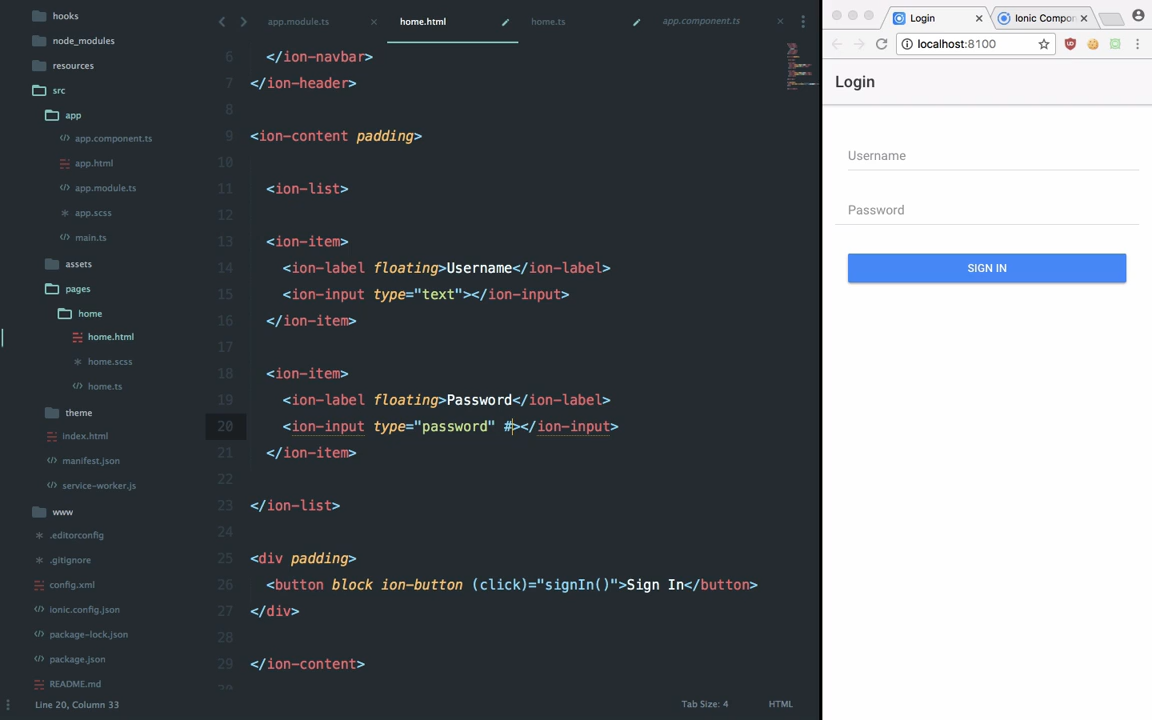 hooks
node_modules
resources
src
app
app.component.ts
app.html
app.module.ts
app.scss
main.ts
assets
pages
home
home.html
home.scss
home.ts
theme
index.html
manifest.json
service-worker.js
www
.editorconfig
.gitignore
config.xml
ionic.config.json
package-lock.json
package.json
README.md
Line 20, Column 33
app.module.ts
home.html
home.ts
app.component.ts
6 </ion-navbar>
7 </ion-header>
8
9 <ion-content padding>
10
11 <ion-list>
12
13 <ion-item>
14 <ion-label floating>Username</ion-label>
15 <ion-input type="text"></ion-input>
16 </ion-item>
17
18 <ion-item>
19 <ion-label floating>Password</ion-label>
20 <ion-input type="password" #></ion-input>
21 </ion-item>
22
23 </ion-list>
24
25 <div padding>
26 <button block ion-button (click)="signIn()">Sign In</button>
27 </div>
28
29 </ion-content>
Tab Size: 4
HTML
Login
Ionic Compon
localhost:8100
Login
Username
Password
SIGN IN